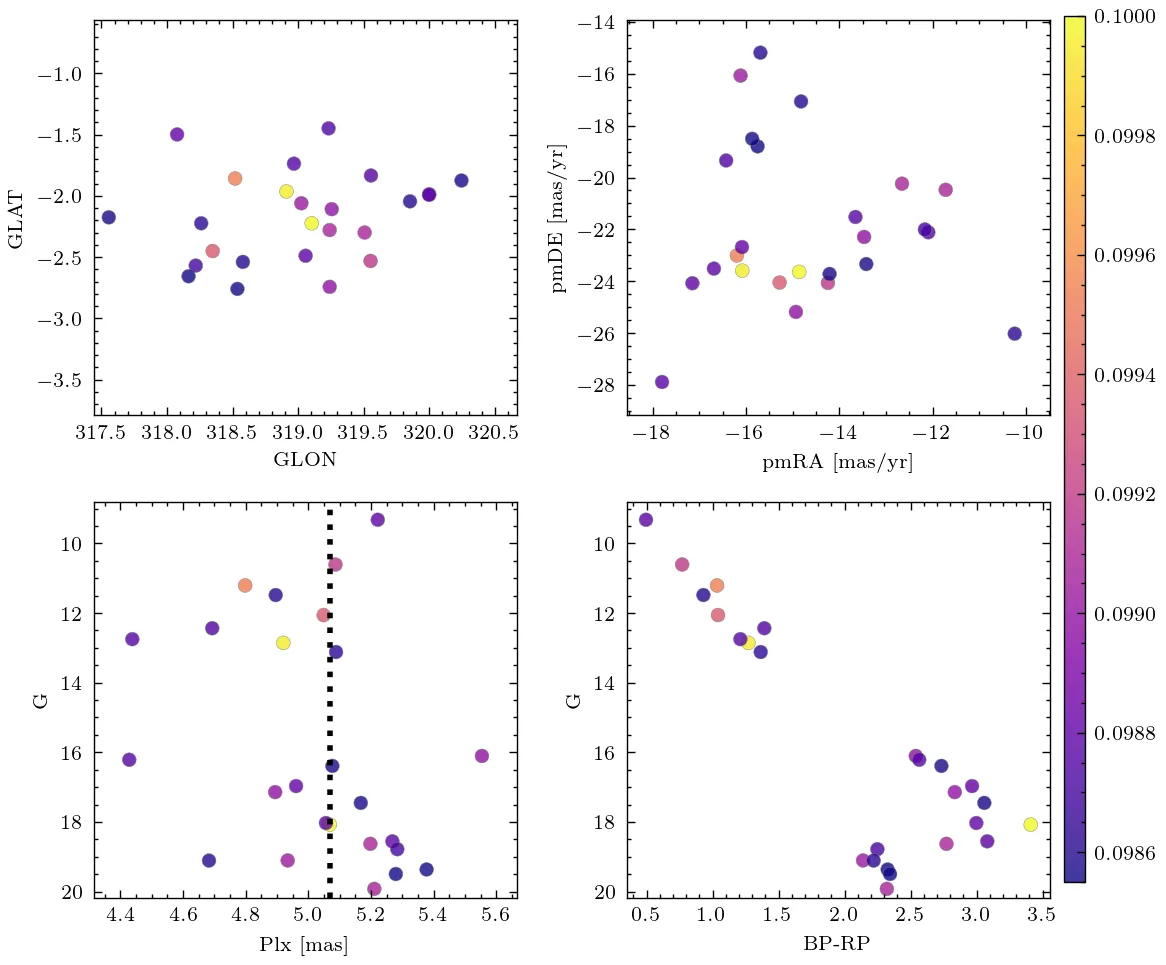 −1.0
−1.5
−2.0
−2.5
−3.0
−3.5
GLAT
317.5 318.0 318.5 319.0 319.5 320.0 320.5
GLON
−14
−16
−18
−20
−22
−24
−26
−28
pmDE [mas/yr]
−18 −16 −14 −12 −10
pmRA [mas/yr]
0.1000
0.0998
0.0996
0.0994
0.0992
0.0990
0.0988
0.0986
10
12
14
16
18
20
G
4.4 4.6 4.8 5.0 5.2 5.4 5.6
Plx [mas]
10
12
14
16
18
20
G
0.5 1.0 1.5 2.0 2.5 3.0 3.5
BP-RP